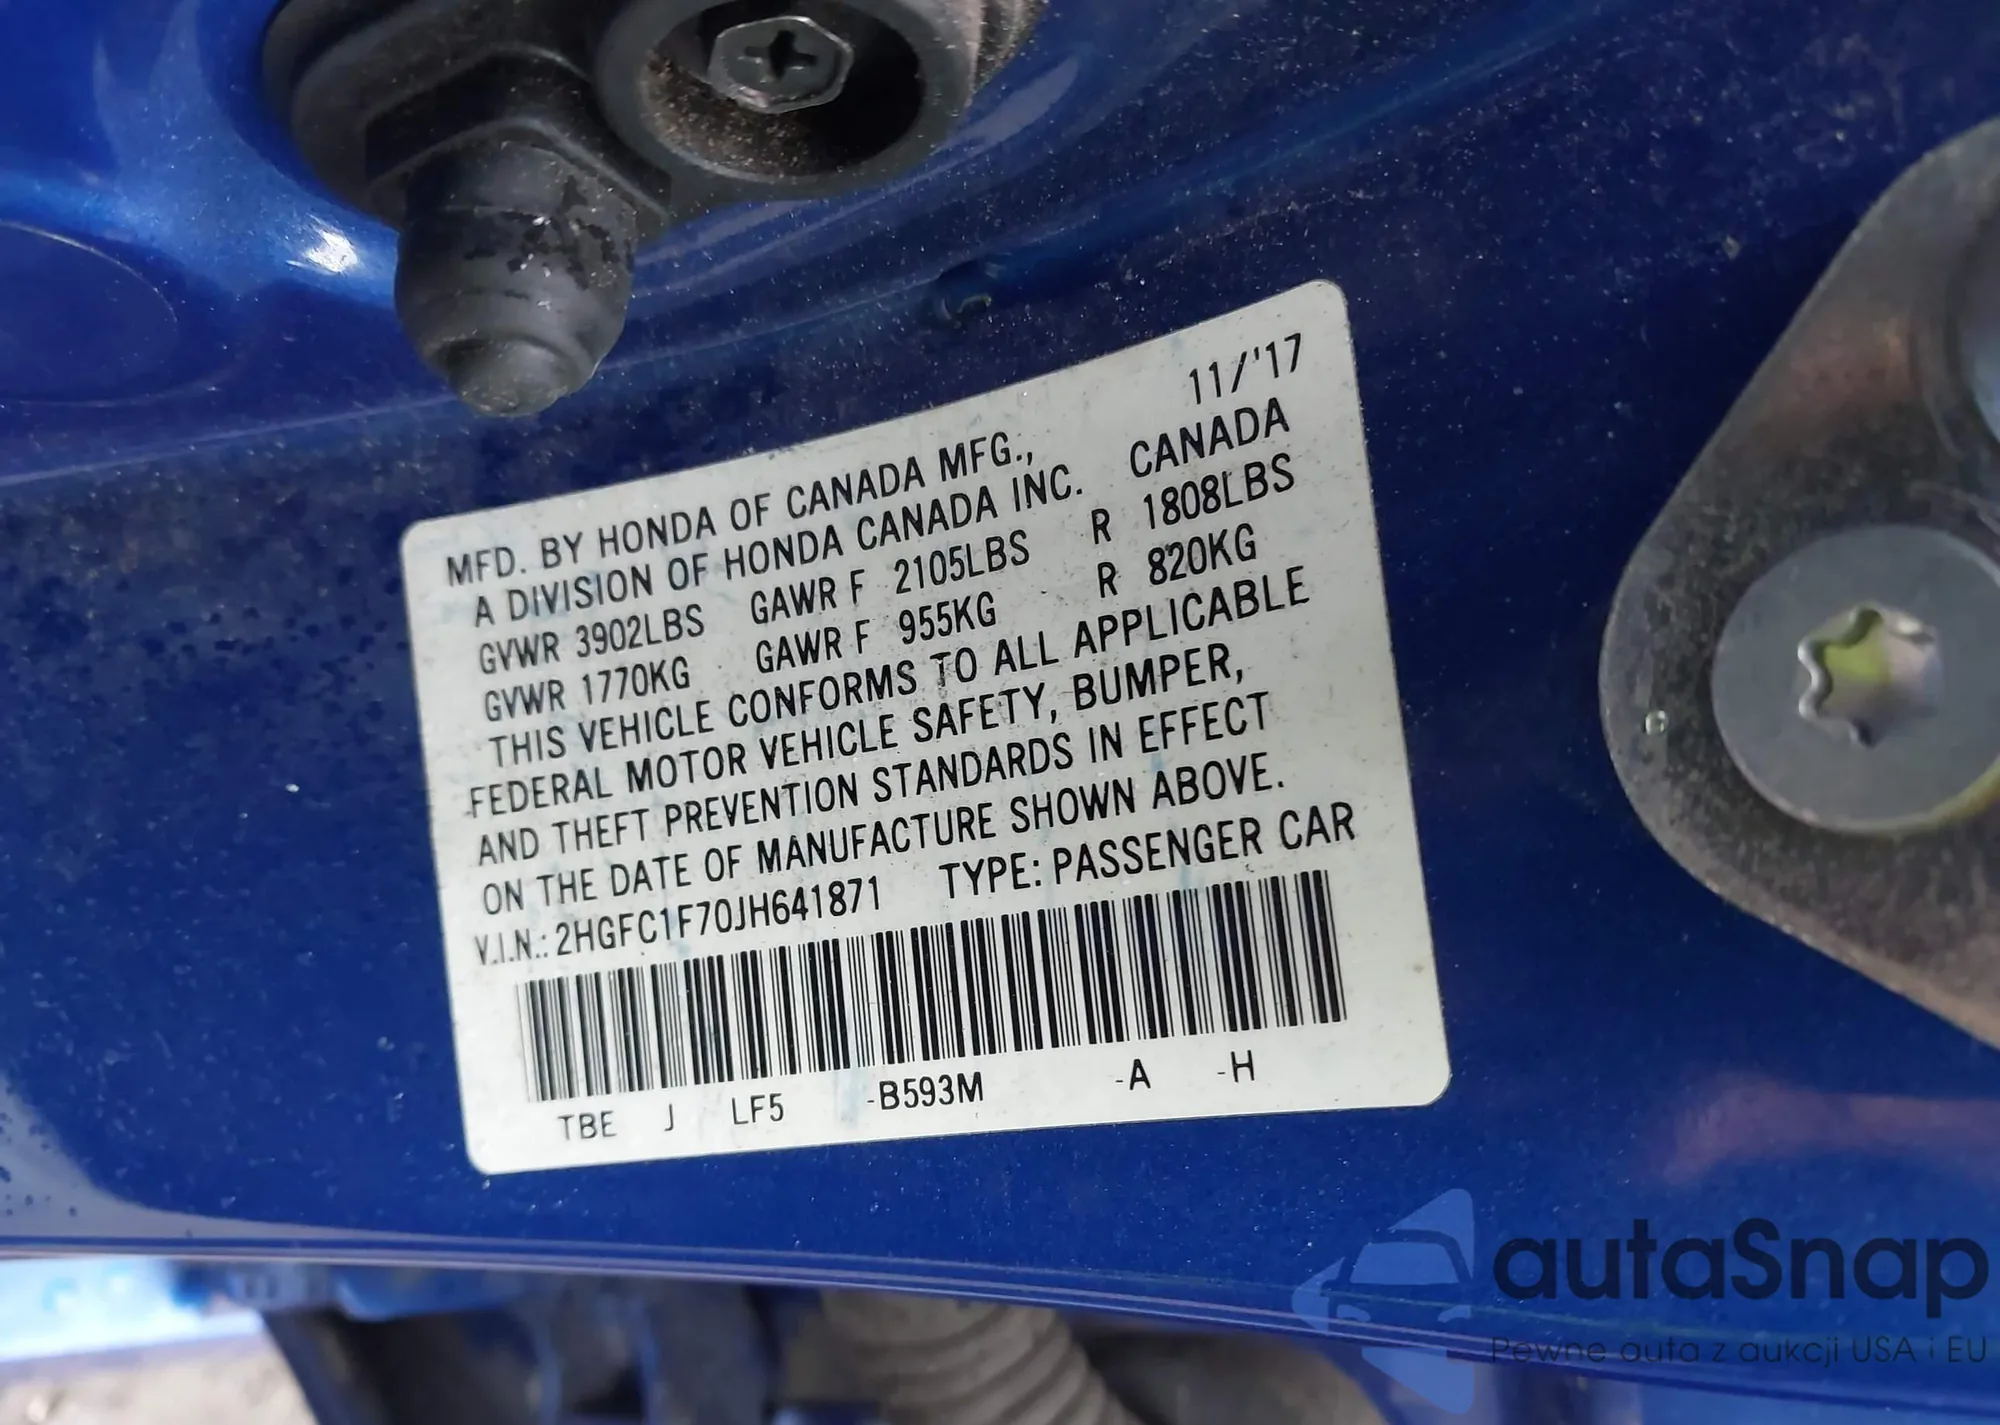 11/'17
MFD. BY HONDA OF CANADA MFG.,
A DIVISION OF HONDA CANADA INC. CANADA
GVWR 3902LBS GAWR F 2105LBS R 1808LBS
GVWR 1770KG GAWR F 955KG R 820KG
THIS VEHICLE CONFORMS TO ALL APPLICABLE
FEDERAL MOTOR VEHICLE SAFETY, BUMPER,
AND THEFT PREVENTION STANDARDS IN EFFECT
ON THE DATE OF MANUFACTURE SHOWN ABOVE.
V.I.N.: 2HGFC1F70JH641871 TYPE: PASSENGER CAR
TBE J LF5 -B593M -A -H
autaSnap
Pewne auta z aukcji USA i EU